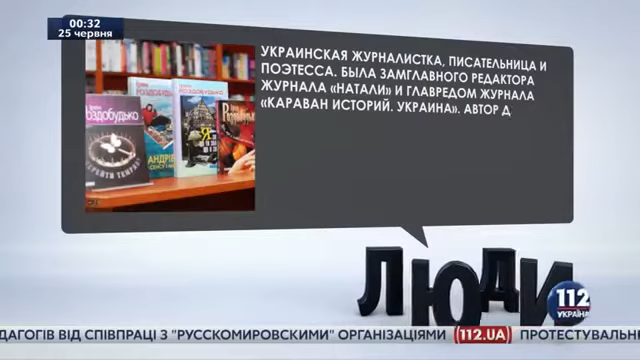 00:32
25 червня
УКРАИНСКАЯ ЖУРНАЛИСТКА, ПИСАТЕЛЬНИЦА И
ПОЭТЕССА. БЫЛА ЗАМГЛАВНОГО РЕДАКТОРА
ЖУРНАЛА «НАТАЛИ» И ГЛАВРЕДОМ ЖУРНАЛА
«КАРАВАН ИСТОРИЙ. УКРАИНА». АВТОР Д
оздобудько
ЛЮДИ
112
УКРАЇНА
ДАГОГІВ ВІД СПІВПРАЦІ З "РУССКОМИРОВСКИМИ" ОРГАНІЗАЦІЯМИ 112.UA ПРОТЕСТУВАЛЬН